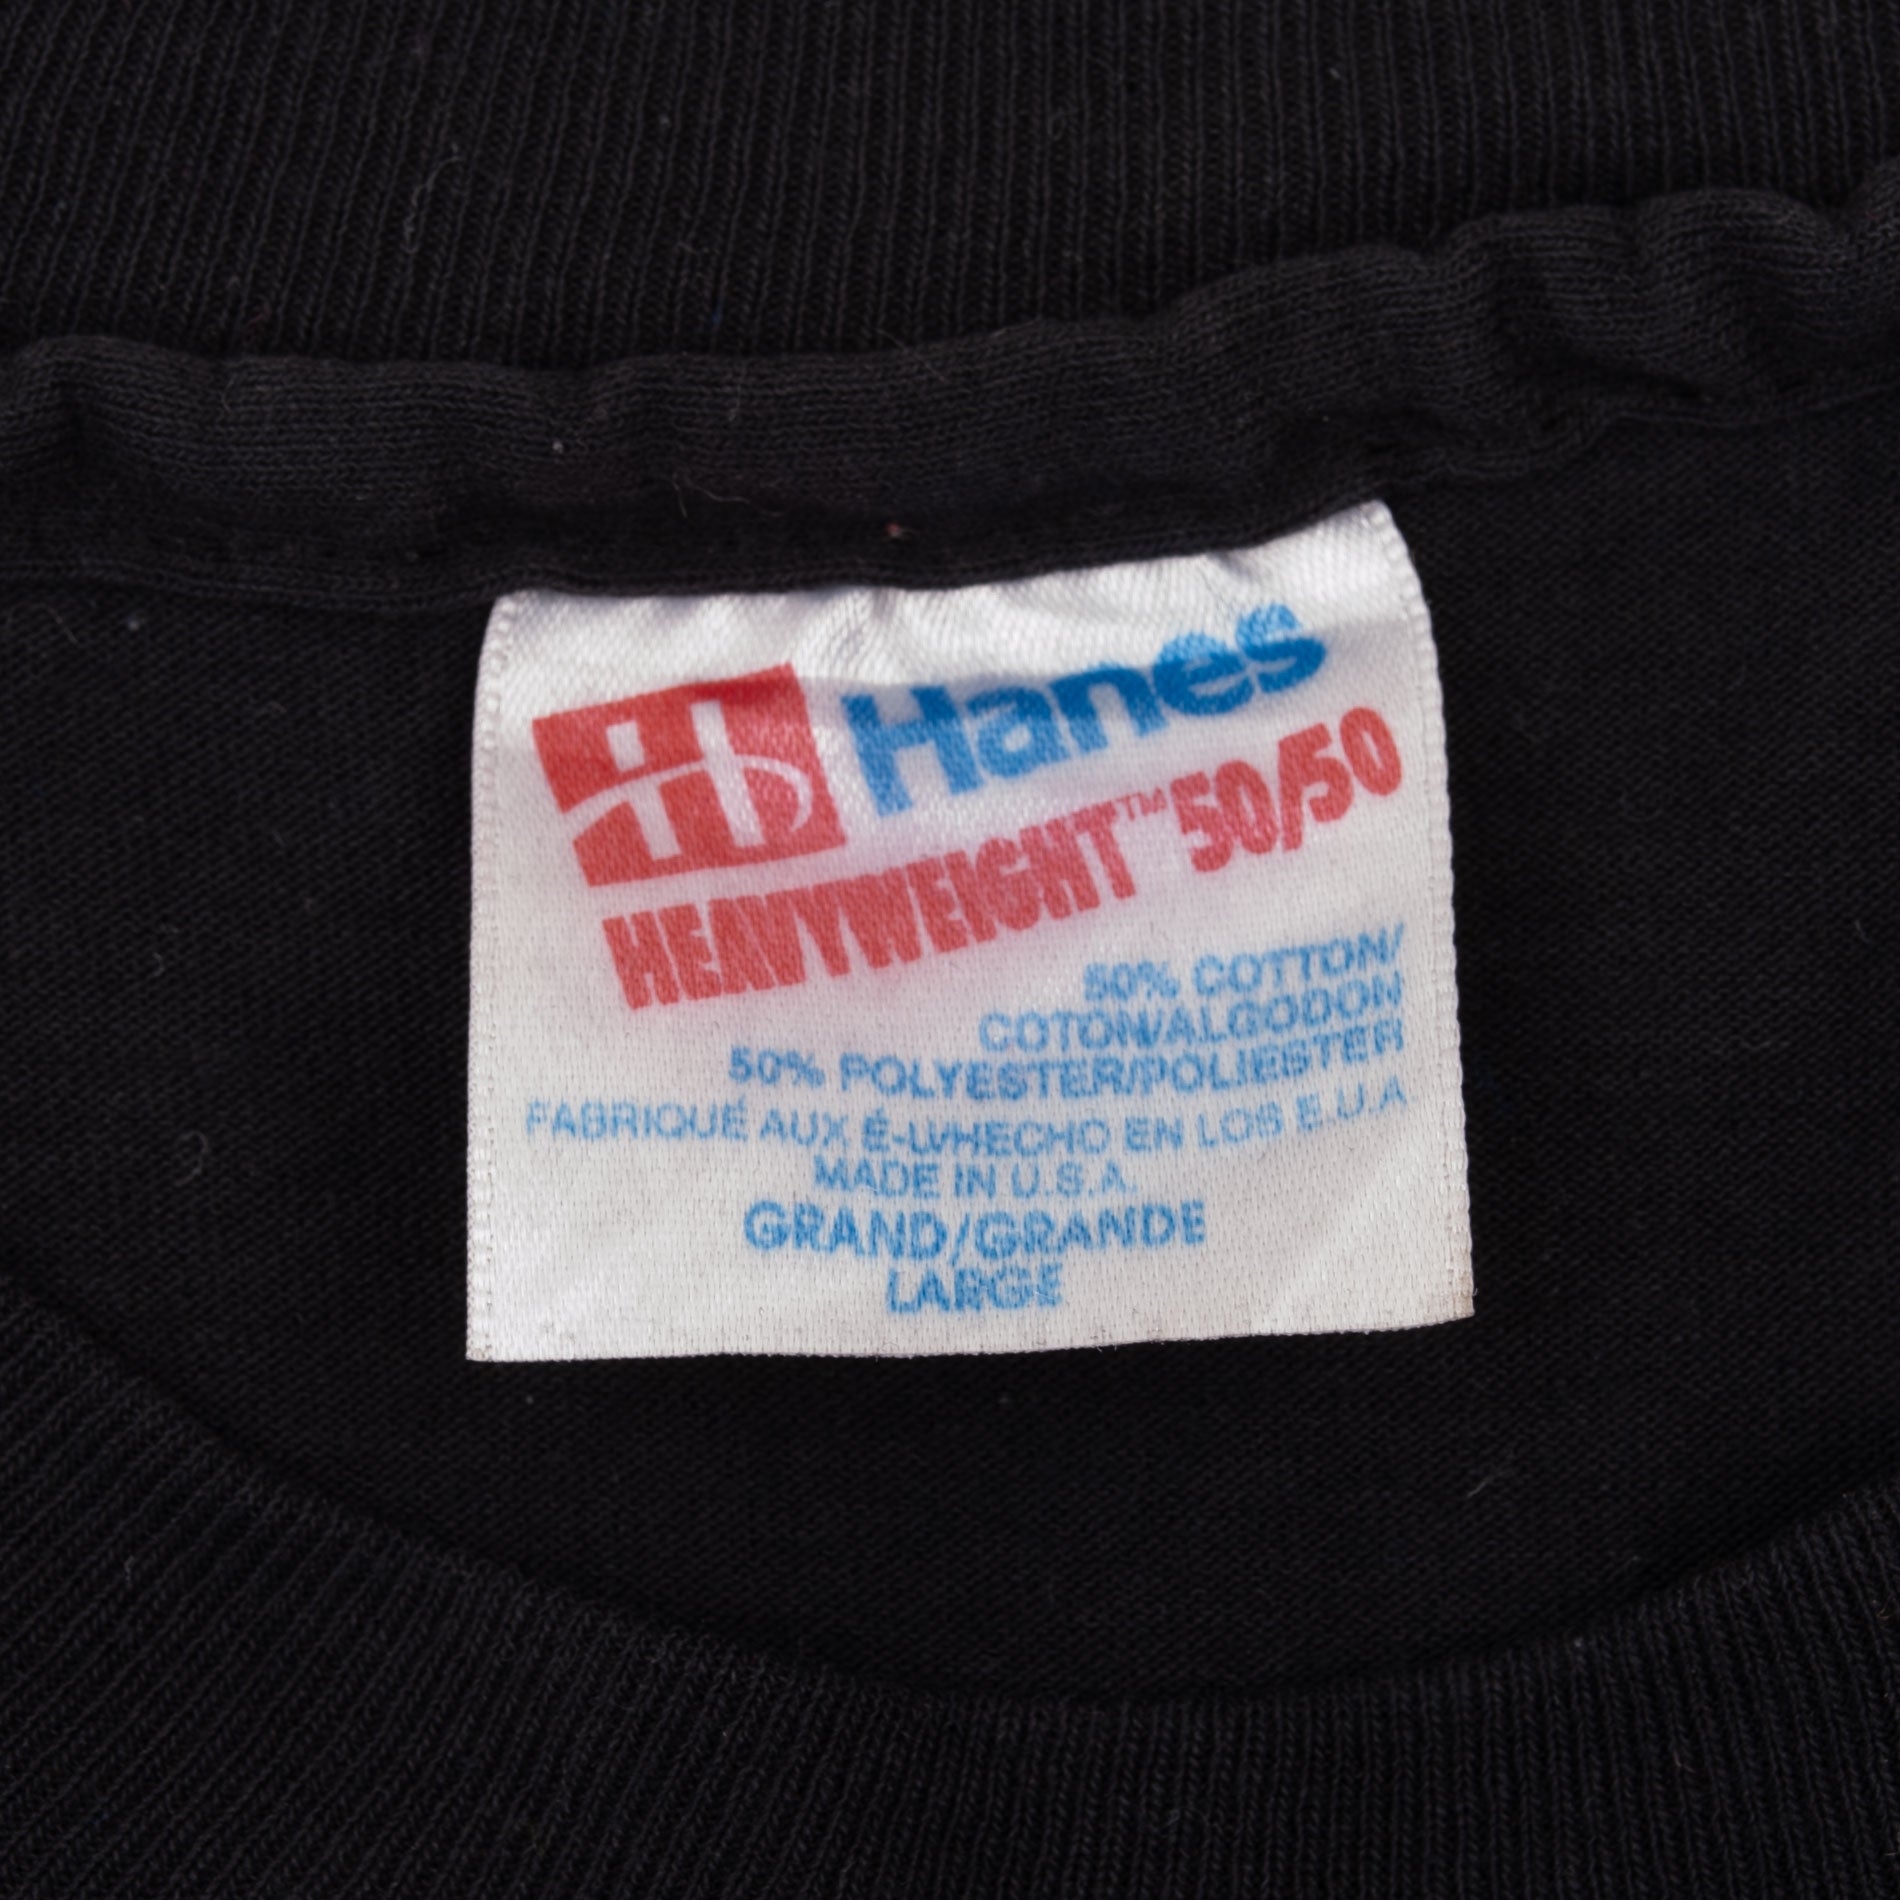 Hanes
HEAVYWEIGHT™ 50/50
50% COTTON/
COTON/ALGODON
50% POLYESTER/POLIESTER
FABRIQUÉ AUX É-U/HECHO EN LOS E.U.A
MADE IN U.S.A.
GRAND/GRANDE
LARGE